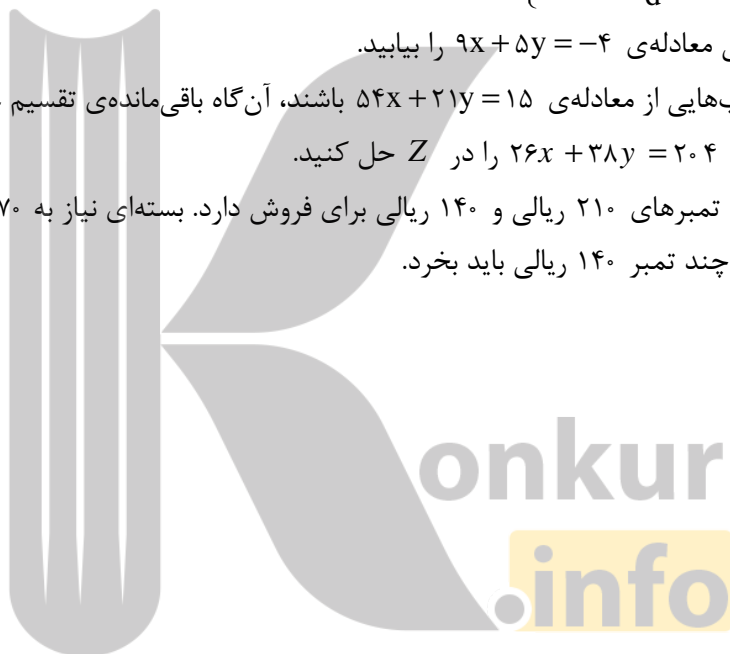 ی معادله‌ی ۹x + ۵y = −۴ را بیابید.
ب‌هایی از معادله‌ی ۵۴x + ۲۱y = ۱۵ باشند، آن‌گاه باقی‌مانده‌ی تقسیم
۲۶x + ۳۸y = ۲۰۴ را در Z حل کنید.
تمبرهای ۲۱۰ ریالی و ۱۴۰ ریالی برای فروش دارد. بسته‌ای نیاز به ۷۰
چند تمبر ۱۴۰ ریالی باید بخرد.
onkur
.info